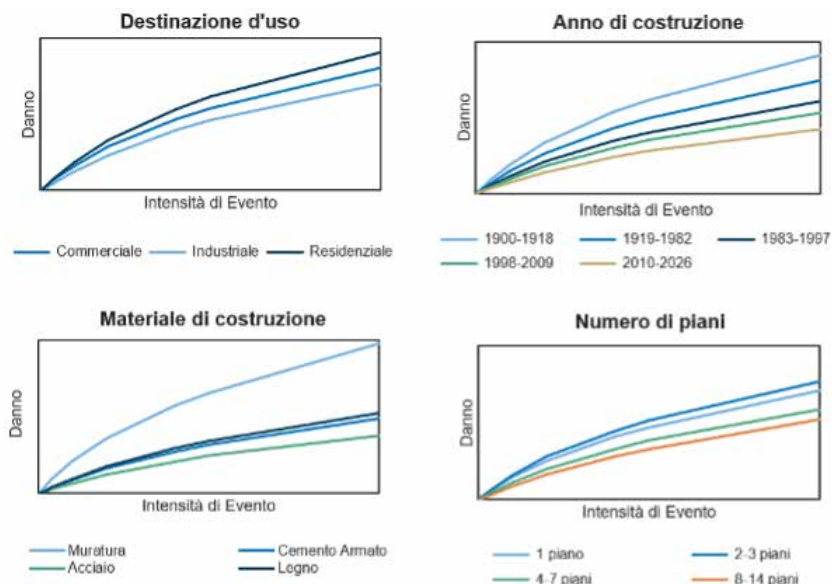 Destinazione d'uso
Danno
Intensità di Evento
Commerciale Industriale Residenziale
Anno di costruzione
Danno
Intensità di Evento
1900-1918 1919-1982 1983-1997
1998-2009 2010-2026
Materiale di costruzione
Danno
Intensità di Evento
Muratura Cemento Armato
Acciaio Legno
Numero di piani
Danno
Intensità di Evento
1 piano 2-3 piani
4-7 piani 8-14 piani